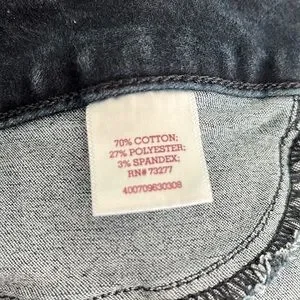 70% COTTON;
27% POLYESTER;
3% SPANDEX;
RN# 73277
400709630308